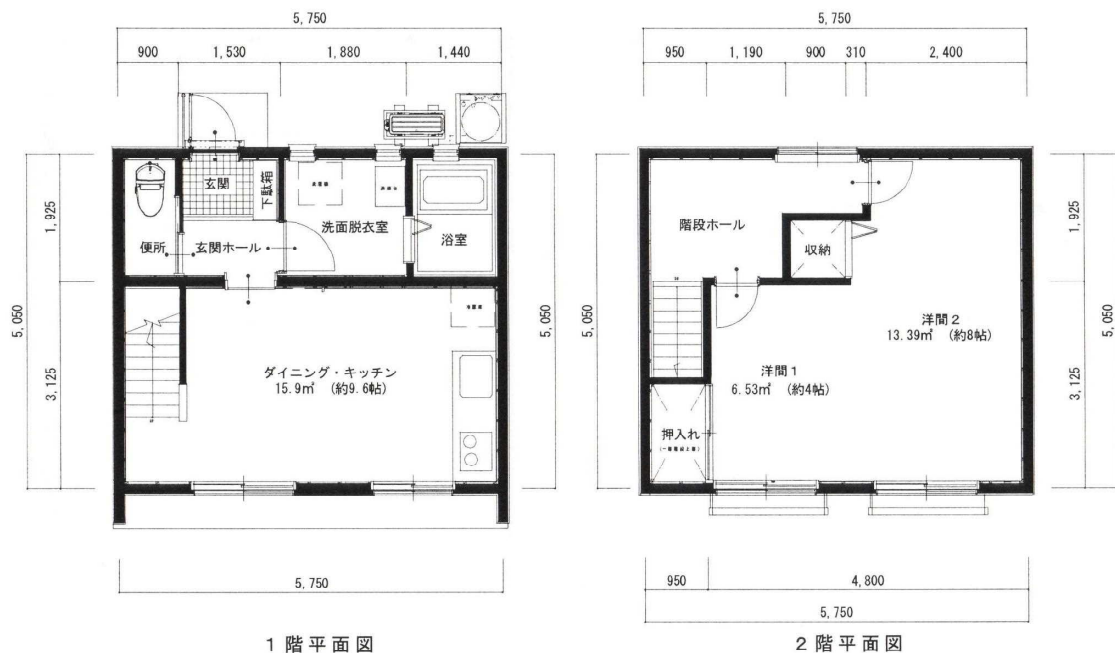 5,750
900
1,530
1,880
1,440
玄関
下駄箱
洗面脱衣室
便所
玄関ホール
浴室
1,925
3,125
5,050
5,050
冷蔵庫
ダイニング・キッチン
15.9㎡ (約9.6帖)
5,750
1階平面図
5,750
950
1,190
900
310
2,400
階段ホール
収納
洋間2
13.39㎡ (約8帖)
洋間1
6.53㎡ (約4帖)
押入れ
5,050
1,925
3,125
5,050
950
4,800
5,750
2階平面図